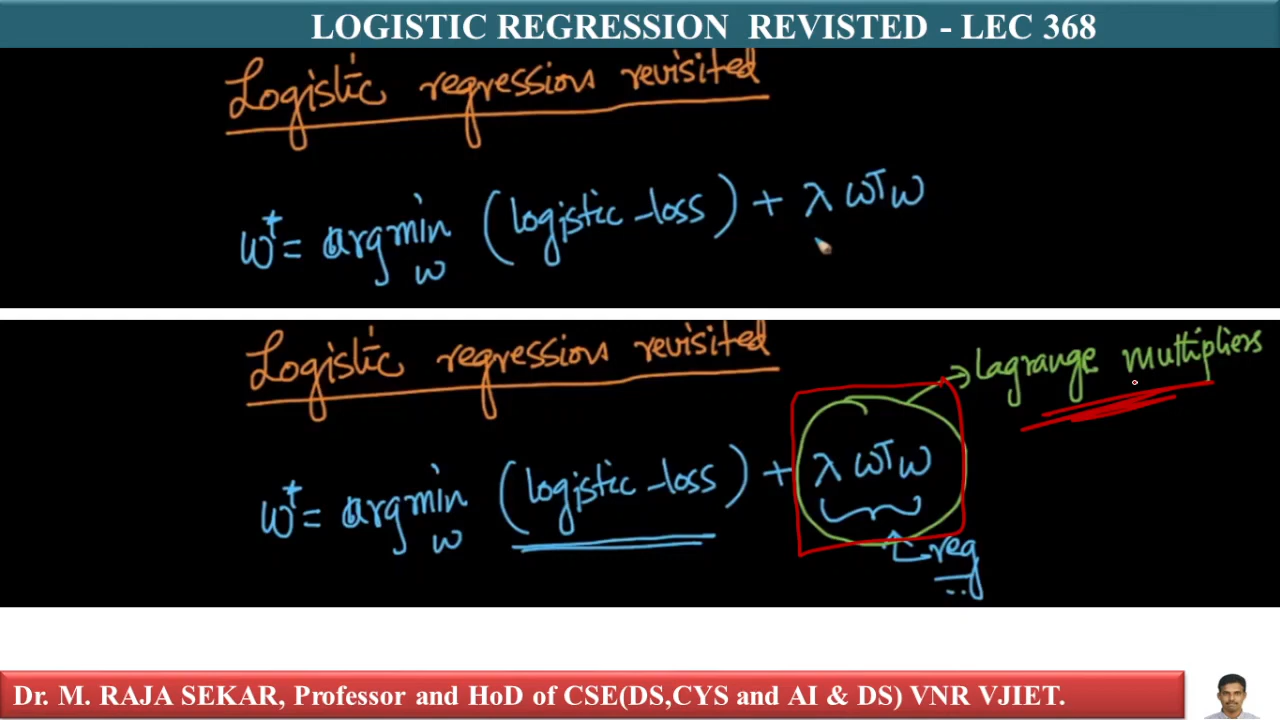 LOGISTIC REGRESSION REVISTED - LEC 368
Logistic regression revisited
w* = argmin (logistic-loss) + λ wᵀw
w
Logistic regression revisited
→ Lagrange multipliers
w* = argmin (logistic-loss) + λ wᵀw
w
reg
Dr. M. RAJA SEKAR, Professor and HoD of CSE(DS,CYS and AI & DS) VNR VJIET.